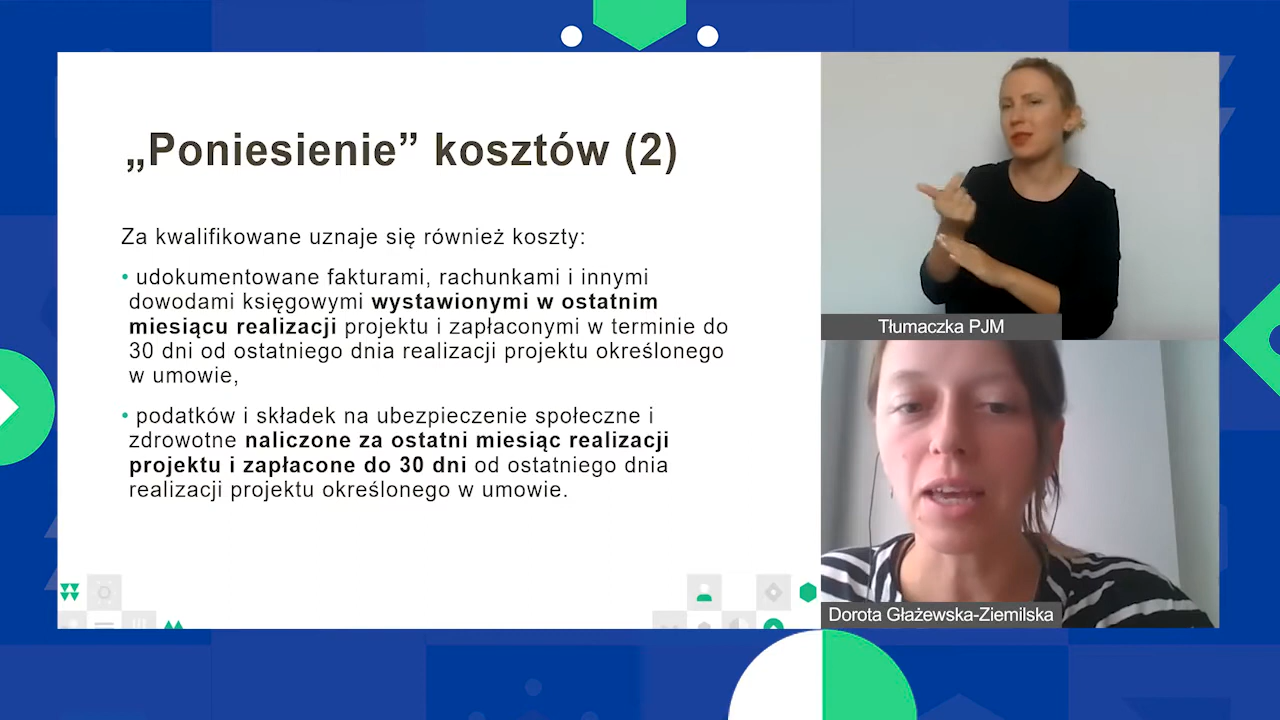 „Poniesienie” kosztów (2)
Za kwalifikowane uznaje się również koszty:
• udokumentowane fakturami, rachunkami i innymi
dowodami księgowymi wystawionymi w ostatnim
miesiącu realizacji projektu i zapłaconymi w terminie do
30 dni od ostatniego dnia realizacji projektu określonego
w umowie,
• podatków i składek na ubezpieczenie społeczne i
zdrowotne naliczone za ostatni miesiąc realizacji
projektu i zapłacone do 30 dni od ostatniego dnia
realizacji projektu określonego w umowie.
Tłumaczka PJM
Dorota Głażewska-Ziemilska